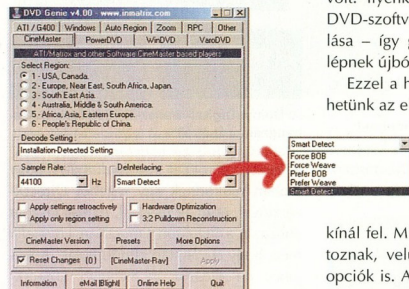 DVD Genie v4.00 - www.inmatrix.com
ATI / G400 Windows Auto Region Zoom RPC Other
CineMaster PowerDVD WinDVD VaroDVD
ATI/Matrox and other Software CineMaster based players
Select Region:
1 - USA, Canada.
2 - Europe, Near East, South Africa, Japan.
3 - South East Asia.
4 - Australia, Middle & South America.
5 - Africa, Asia, Eastern Europe.
6 - People's Republic of China.
Decode Setting:
Installation-Detected Setting
Sample Rate: DeInterlacing:
44100 Hz Smart Detect
Apply settings retroactively Hardware Optimization
Apply only region setting 3:2 Pulldown Reconstruction
CineMaster Version Presets More Options
Reset Changes (0) [CineMaster-Rav] Apply
Information eMail [Blight] Online Help Quit
DVD-szoftv
lása – így g
lépnek újbó
Ezzel a h
hetünk az e
Smart Detect
Force BOB
Force Weave
Prefer BOB
Prefer Weave
Smart Detect
kínál fel. M
toznak, velü
opciók is. A